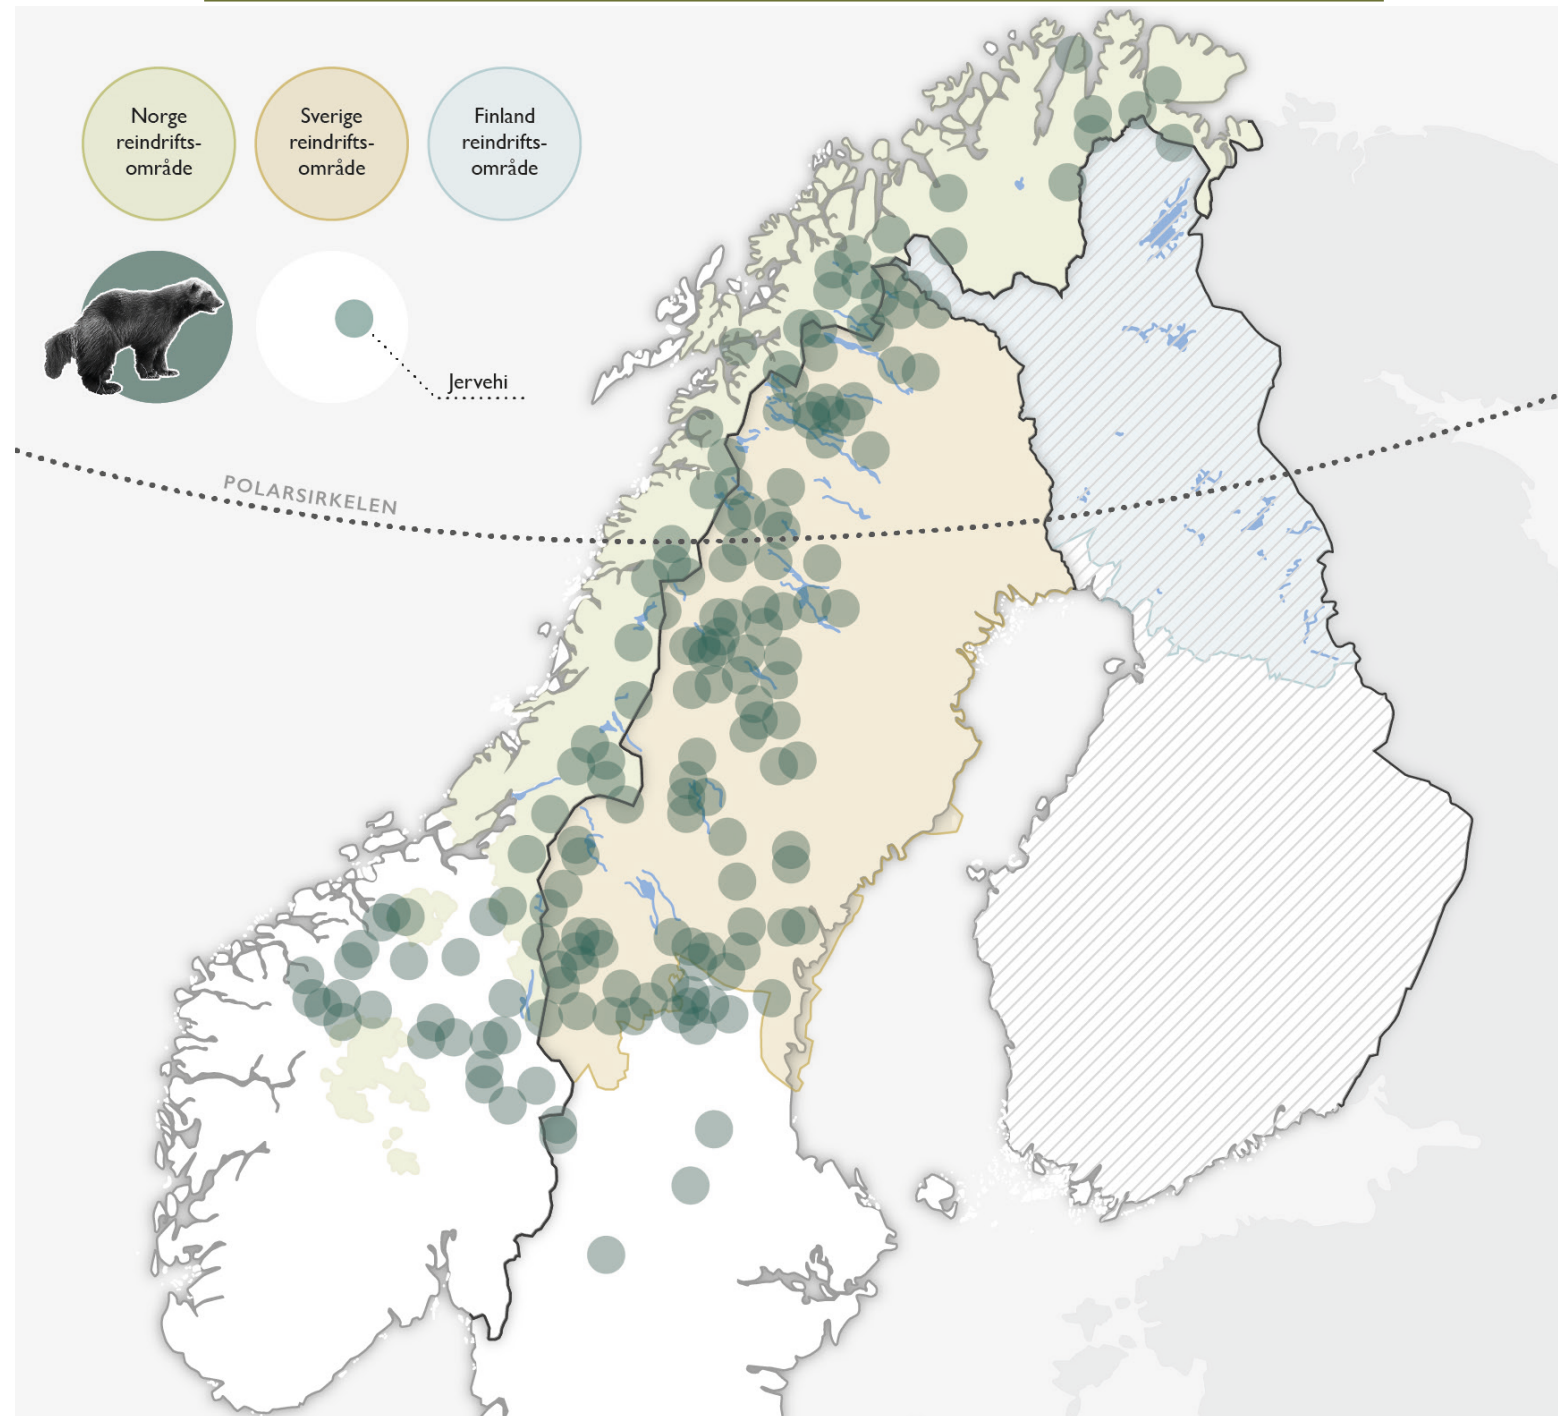 Norge
reindrifts-
område
Sverige
reindrifts-
område
Finland
reindrifts-
område
Jervehi
POLARSIRKELEN